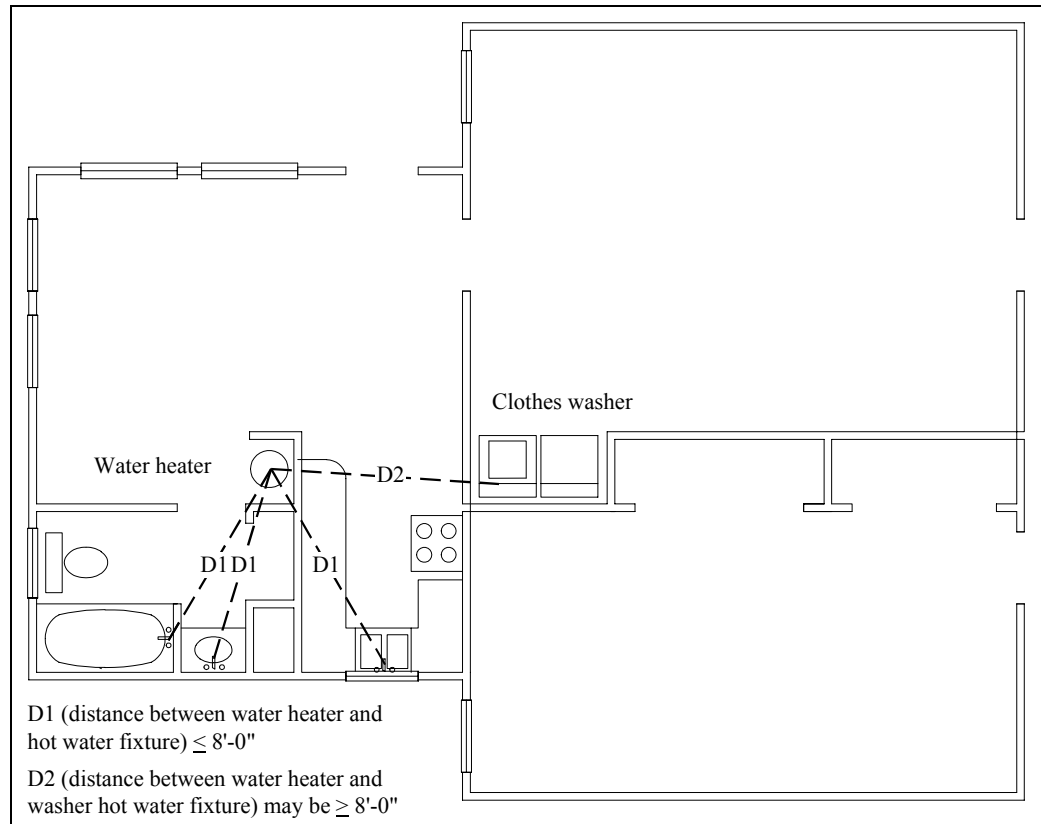 Clothes washer
Water heater
D2
D1
D1
D1
D1 (distance between water heater and
hot water fixture) ≤ 8'-0"
D2 (distance between water heater and
washer hot water fixture) may be ≥ 8'-0"